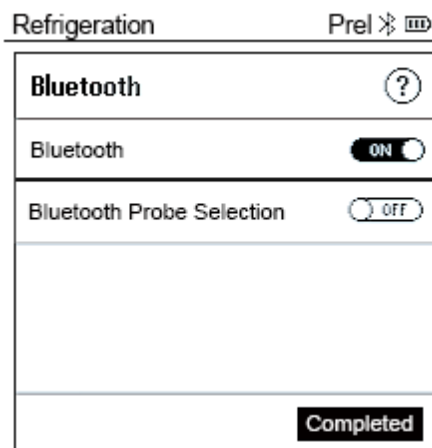 Refrigeration Prel
Bluetooth ?
Bluetooth ON
Bluetooth Probe Selection OFF
Completed